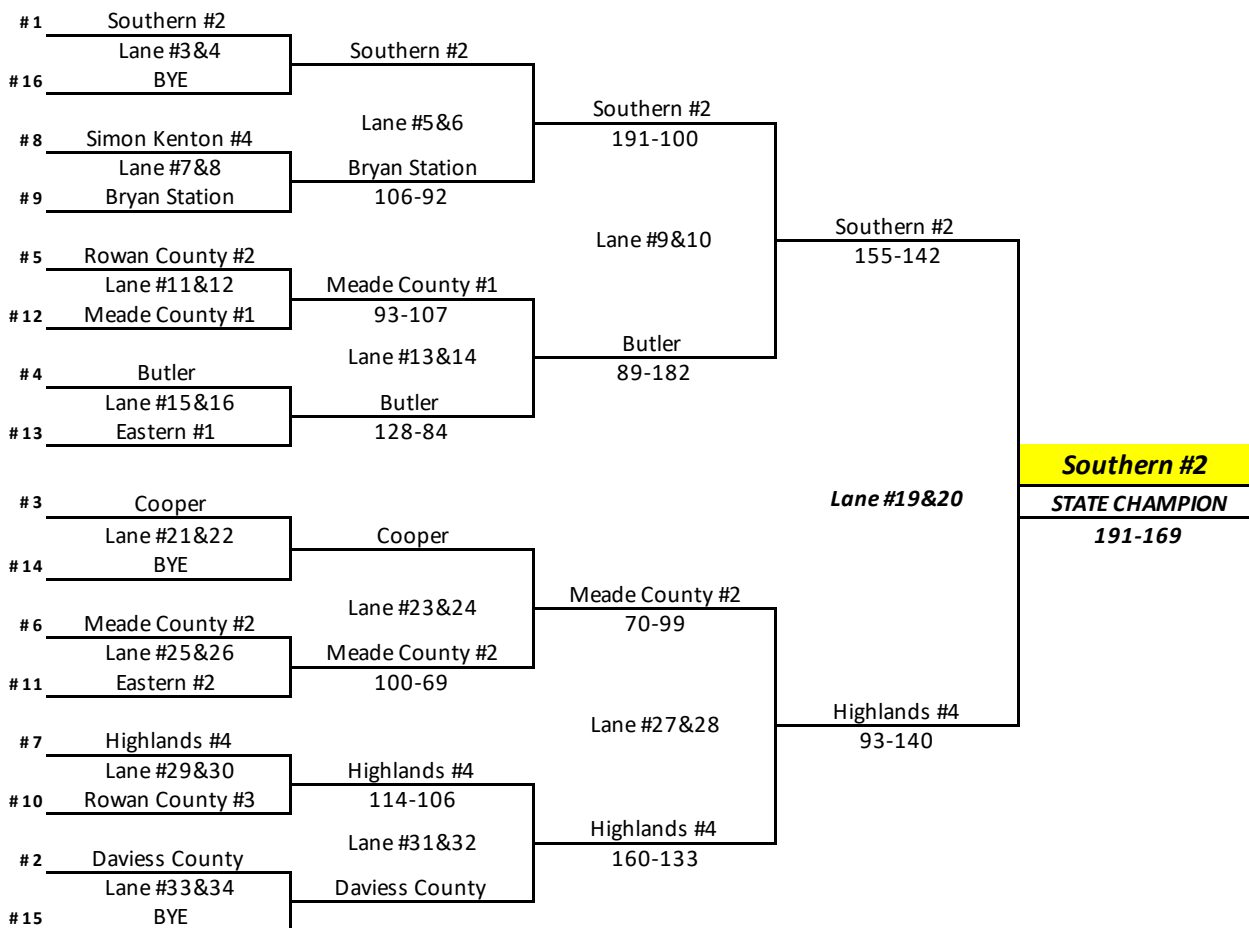 #1 Southern #2
Lane #3&4 Southern #2
#16 BYE
Southern #2
Lane #5&6 191-100
#8 Simon Kenton #4
Lane #7&8 Bryan Station
#9 Bryan Station 106-92
Southern #2
Lane #9&10 155-142
#5 Rowan County #2
Lane #11&12 Meade County #1
#12 Meade County #1 93-107
Butler
Lane #13&14 89-182
#4 Butler
Lane #15&16 Butler
#13 Eastern #1 128-84
Southern #2
Lane #19&20 STATE CHAMPION
191-169
#3 Cooper
Lane #21&22 Cooper
#14 BYE
Meade County #2
Lane #23&24 70-99
#6 Meade County #2
Lane #25&26 Meade County #2
#11 Eastern #2 100-69
Highlands #4
Lane #27&28 93-140
#7 Highlands #4
Lane #29&30 Highlands #4
#10 Rowan County #3 114-106
Highlands #4
Lane #31&32 160-133
#2 Daviess County
Lane #33&34 Daviess County
#15 BYE